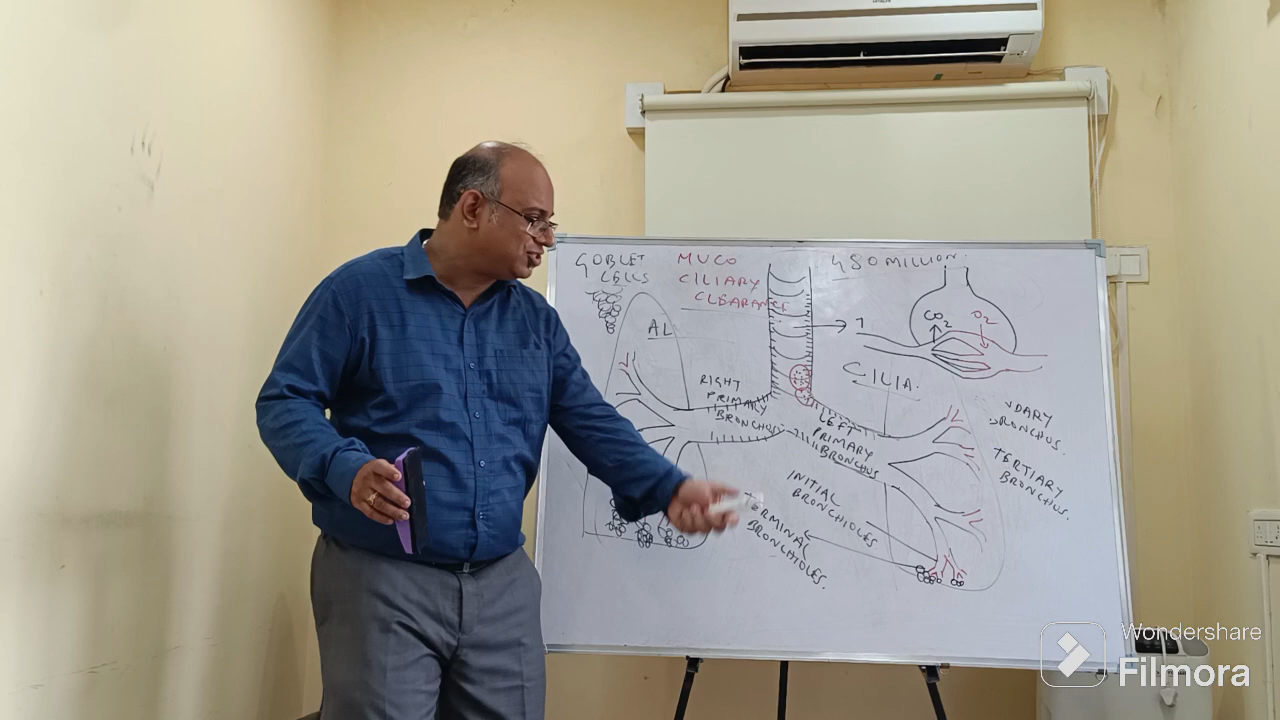 GOBLET
CELLS
MUCO
CILIARY
CLEARANCE
480 MILLION.
AL
1
CO2
O2
CILIA.
RIGHT
PRIMARY
BRONCHUS
LEFT
PRIMARY
BRONCHUS
DARY
BRONCHUS.
TERTIARY
BRONCHUS.
INITIAL
BRONCHIOLES
TERMINAL
BRONCHIOLES.
Wondershare
Filmora